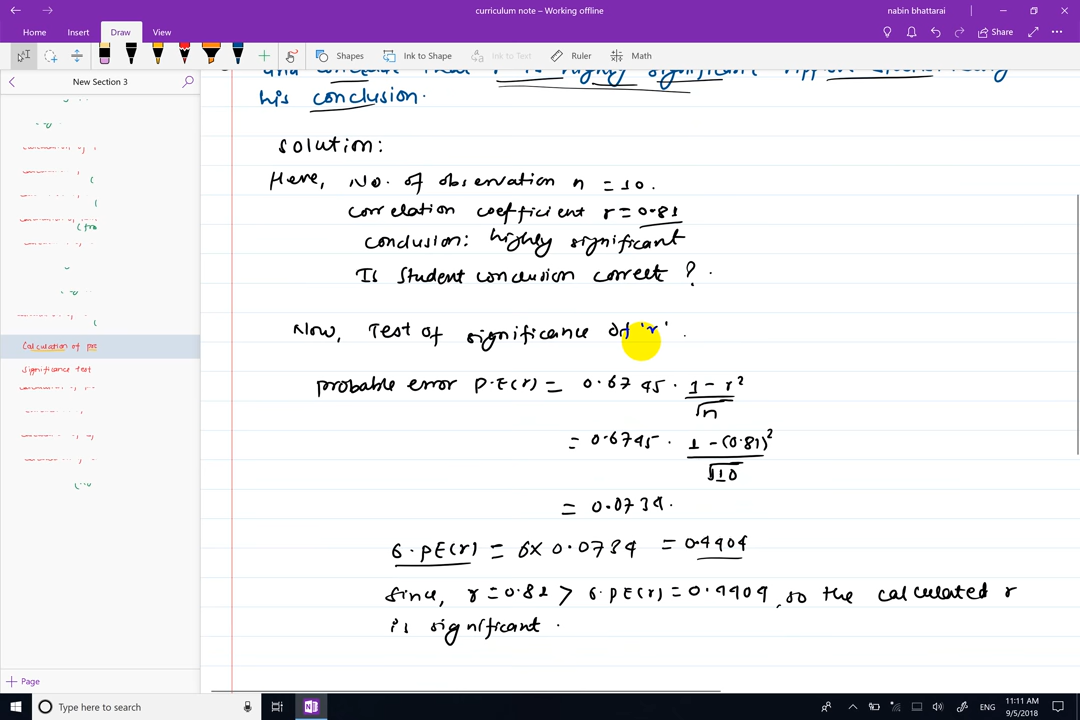 curriculum note – Working offline
nabin bhattarai
Home Insert Draw View
Share
Shapes Ink to Shape Ink to Text Ruler Math
New Section 3
Calculation of pre
Significance test
Page
is highly significant
his conclusion.
Solution:
Here, No. of observation n = 10.
correlation coefficient r = 0.81
conclusion: highly significant
Is Student conclusion correct ?.
Now, Test of significance of 'r'.
probable error P.E(r) = 0.6745 . 1 - r² / √n
= 0.6745 . 1 - (0.81)² / √10
= 0.0734.
6.PE(r) = 6 x 0.0734 = 0.4404
Since, r = 0.81 > 6.PE(r) = 0.4404, so the calculated r
is significant.
Type here to search
11:11 AM
9/5/2018